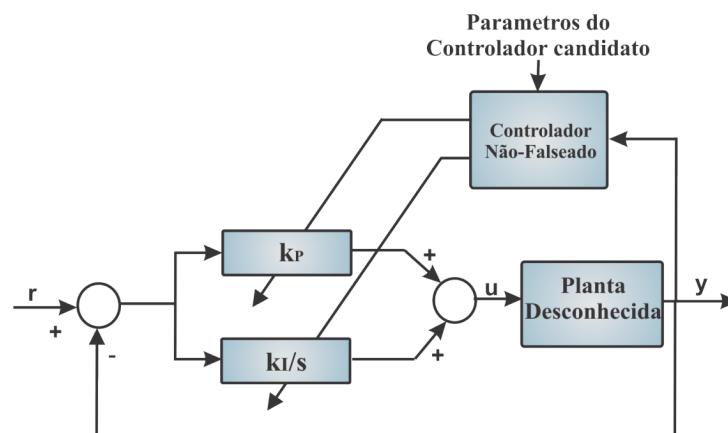 Parametros do
Controlador candidato
Controlador
Não-Falseado
kP
+
r
+
-
u
Planta
Desconhecida
y
kI/s
+